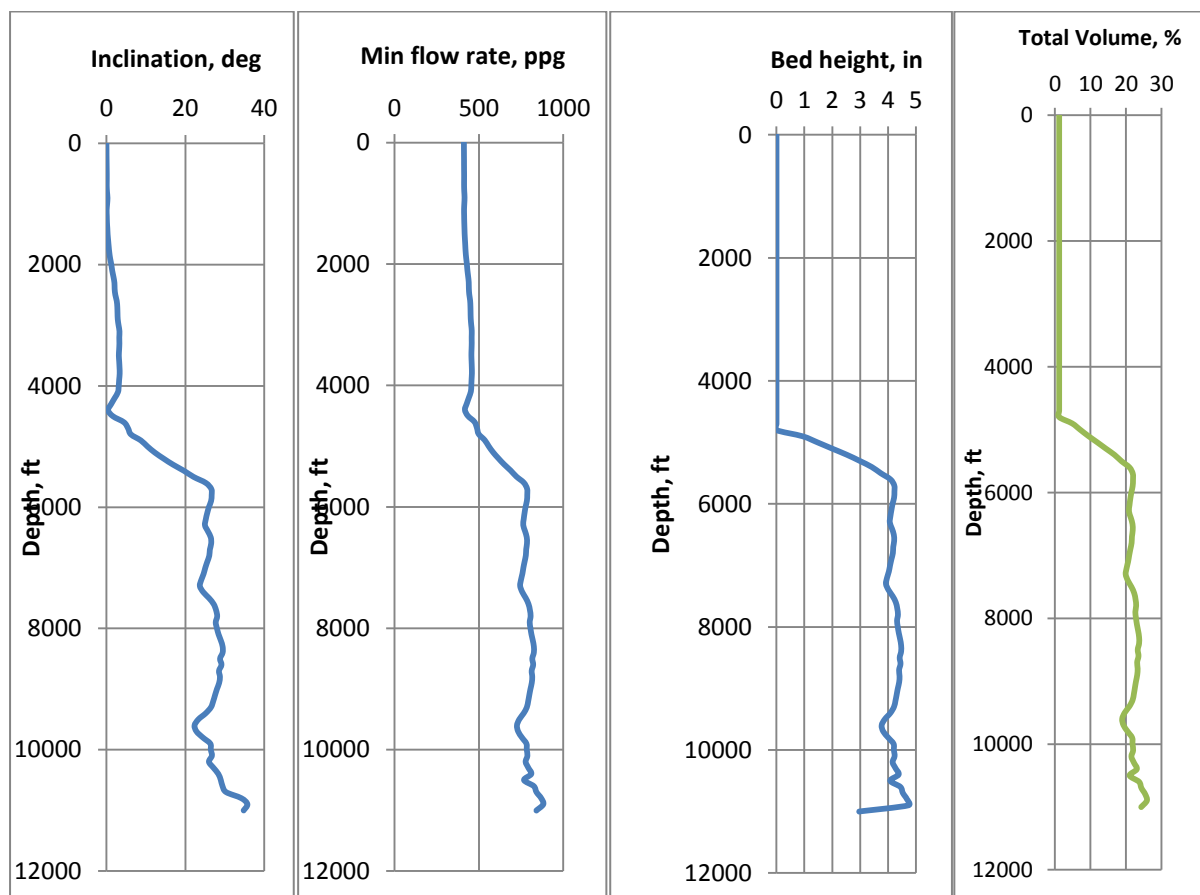 Inclination, deg
0 20 40
0
2000
4000
6000
8000
10000
12000
Depth, ft
Min flow rate, ppg
0 500 1000
0
2000
4000
6000
8000
10000
12000
Depth, ft
Bed height, in
0 1 2 3 4 5
0
2000
4000
6000
8000
10000
12000
Depth, ft
Total Volume, %
0 10 20 30
0
2000
4000
6000
8000
10000
12000
Depth, ft